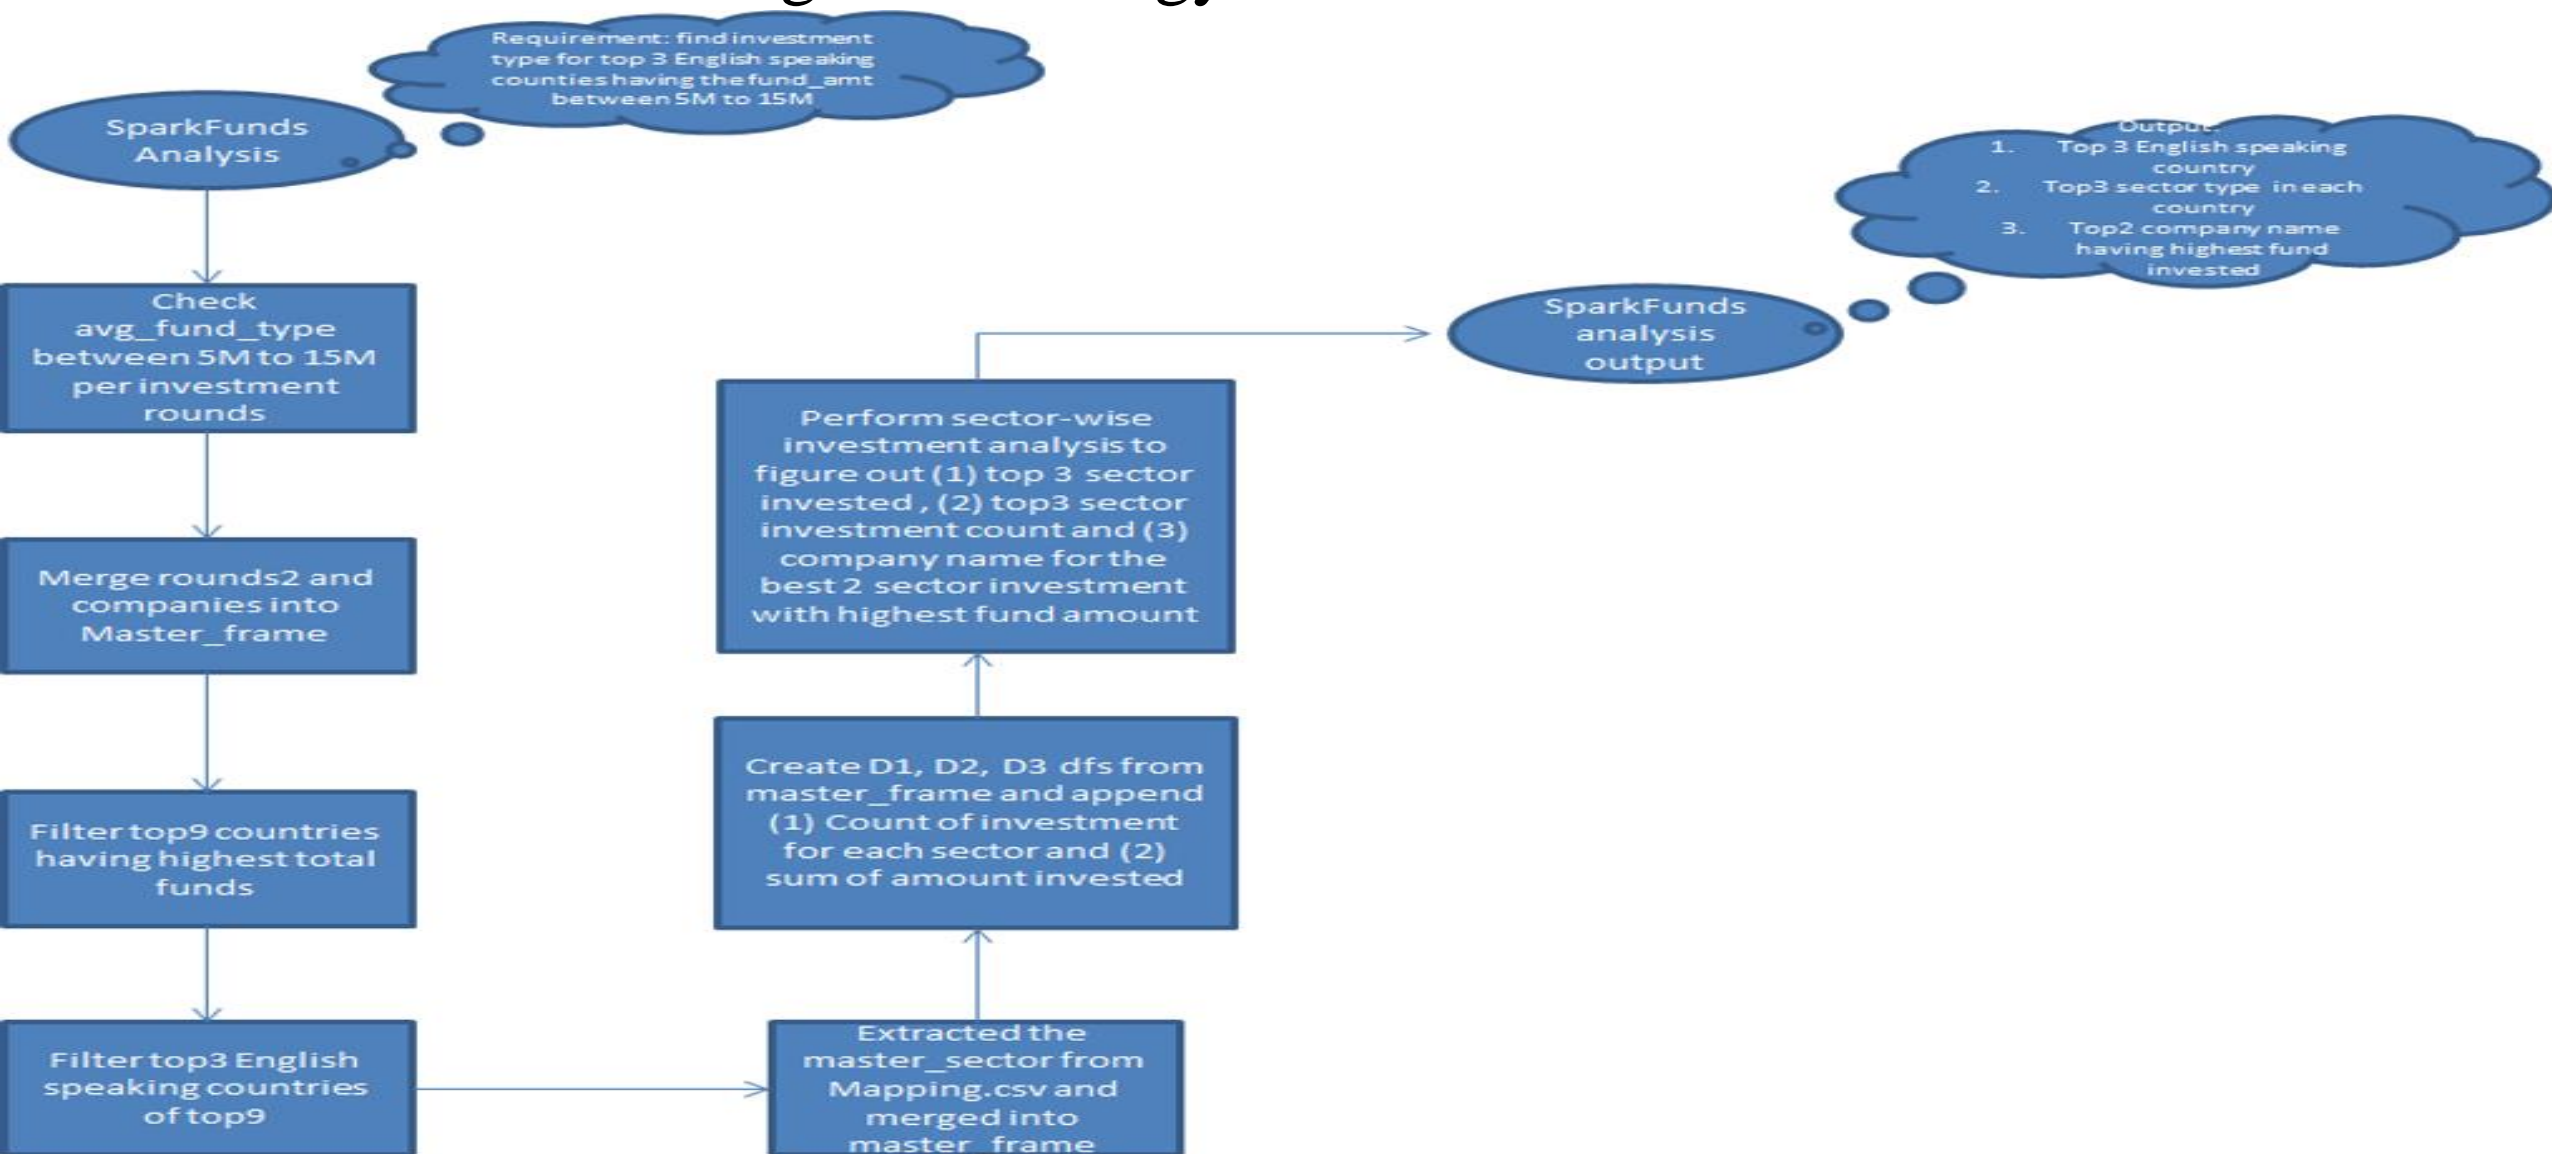 Requirement: find investment
type for top 3 English speaking
counties having the fund_amt
between 5M to 15M
SparkFunds
Analysis
Check
avg_fund_type
between 5M to 15M
per investment
rounds
Merge rounds2 and
companies into
Master_frame
Filter top9 countries
having highest total
funds
Filter top3 English
speaking countries
of top9
Extracted the
master_sector from
Mapping.csv and
merged into
master_frame
Create D1, D2, D3 dfs from
master_frame and append
(1) Count of investment
for each sector and (2)
sum of amount invested
Perform sector-wise
investment analysis to
figure out (1) top 3 sector
invested , (2) top3 sector
investment count and (3)
company name for the
best 2 sector investment
with highest fund amount
SparkFunds
analysis
output
Output:
1. Top 3 English speaking
country
2. Top3 sector type in each
country
3. Top2 company name
having highest fund
invested